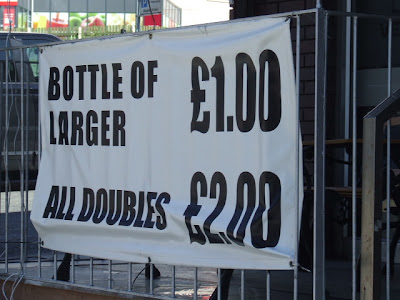 BOTTLE OF £1.00
LARGER
ALL DOUBLES £2.00